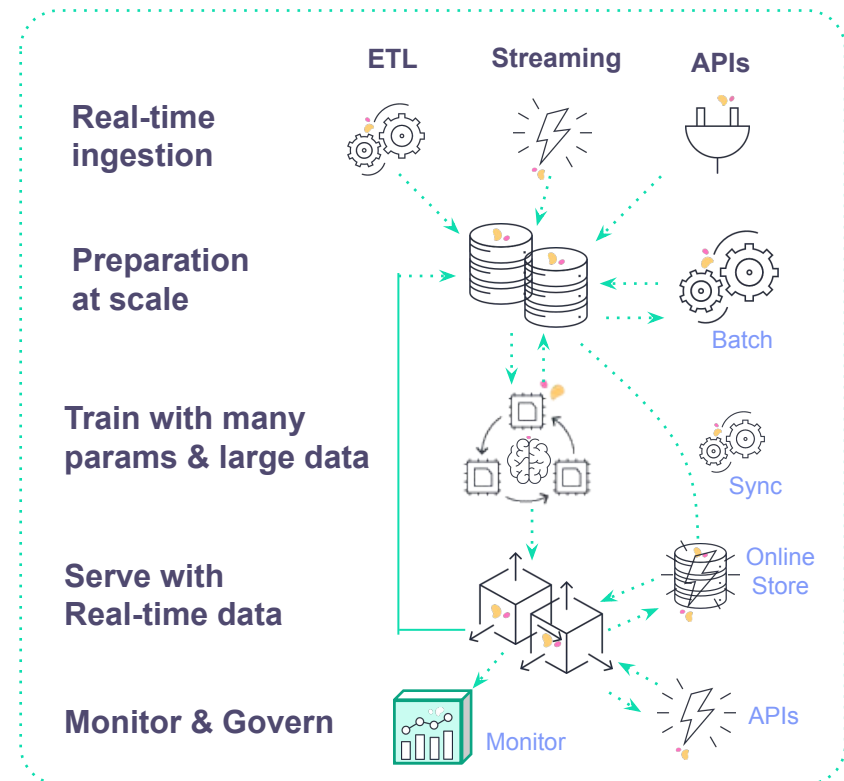 ETL
Streaming
APIs
Real-time
ingestion
Preparation
at scale
Batch
Train with many
params & large data
Sync
Serve with
Real-time data
Online
Store
Monitor & Govern
Monitor
APIs